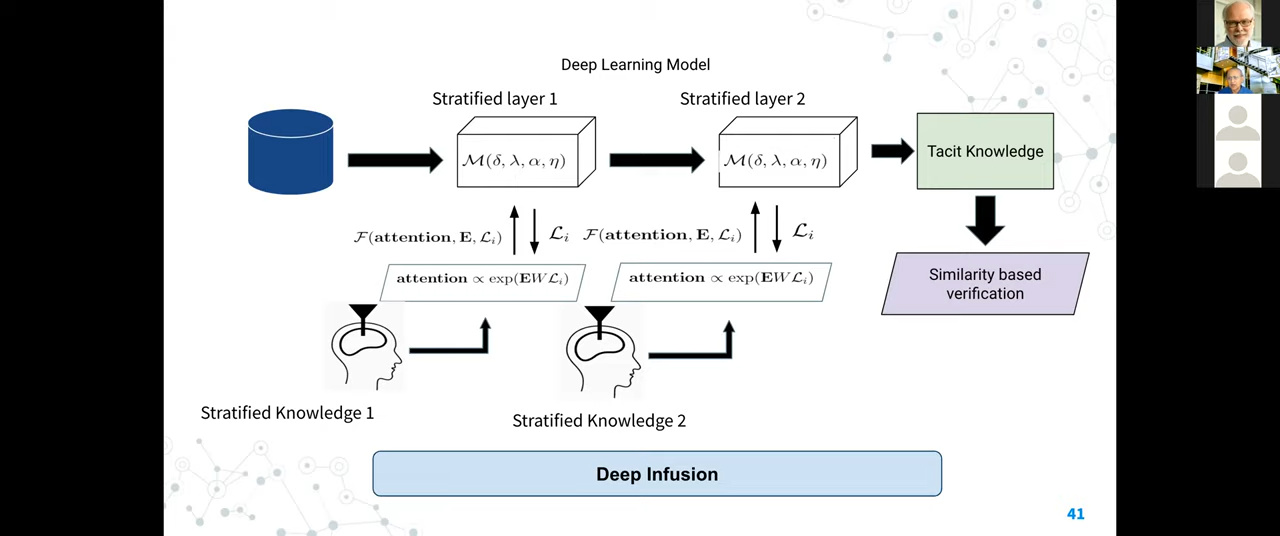 Deep Learning Model
Stratified layer 1
Stratified layer 2
ℳ(δ, λ, α, η)
ℳ(δ, λ, α, η)
Tacit Knowledge
ℱ(attention, E, ℒᵢ)
ℒᵢ
ℱ(attention, E, ℒᵢ)
ℒᵢ
attention ∝ exp(EWℒᵢ)
attention ∝ exp(EWℒᵢ)
Similarity based
verification
Stratified Knowledge 1
Stratified Knowledge 2
Deep Infusion
41